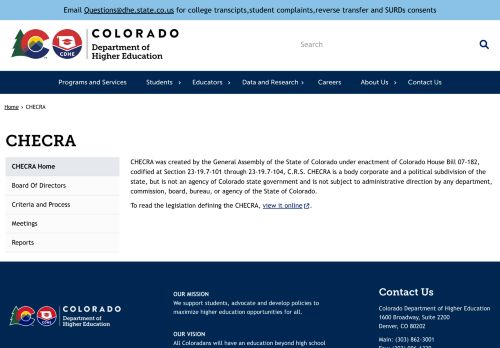 Email Questions@dhe.state.co.us for college transcipts,student complaints,reverse transfer and SURDs consents
CDHE
COLORADO
Department of
Higher Education
Search
Programs and Services
Students
Educators
Data and Research
Careers
About Us
Contact Us
Home > CHECRA
CHECRA
CHECRA Home
Board Of Directors
Criteria and Process
Meetings
Reports
CHECRA was created by the General Assembly of the State of Colorado under enactment of Colorado House Bill 07-182,
codified at Section 23-19.7-101 through 23-19.7-104, C.R.S. CHECRA is a body corporate and a political subdivision of the
state, but is not an agency of Colorado state government and is not subject to administrative direction by any department,
commission, board, bureau, or agency of the State of Colorado.
To read the legislation defining the CHECRA, view it online.
CDHE
COLORADO
Department of
Higher Education
OUR MISSION
We support students, advocate and develop policies to
maximize higher education opportunities for all.
OUR VISION
All Coloradans will have an education beyond high school
Contact Us
Colorado Department of Higher Education
1600 Broadway, Suite 2200
Denver, CO 80202
Main: (303) 862-3001